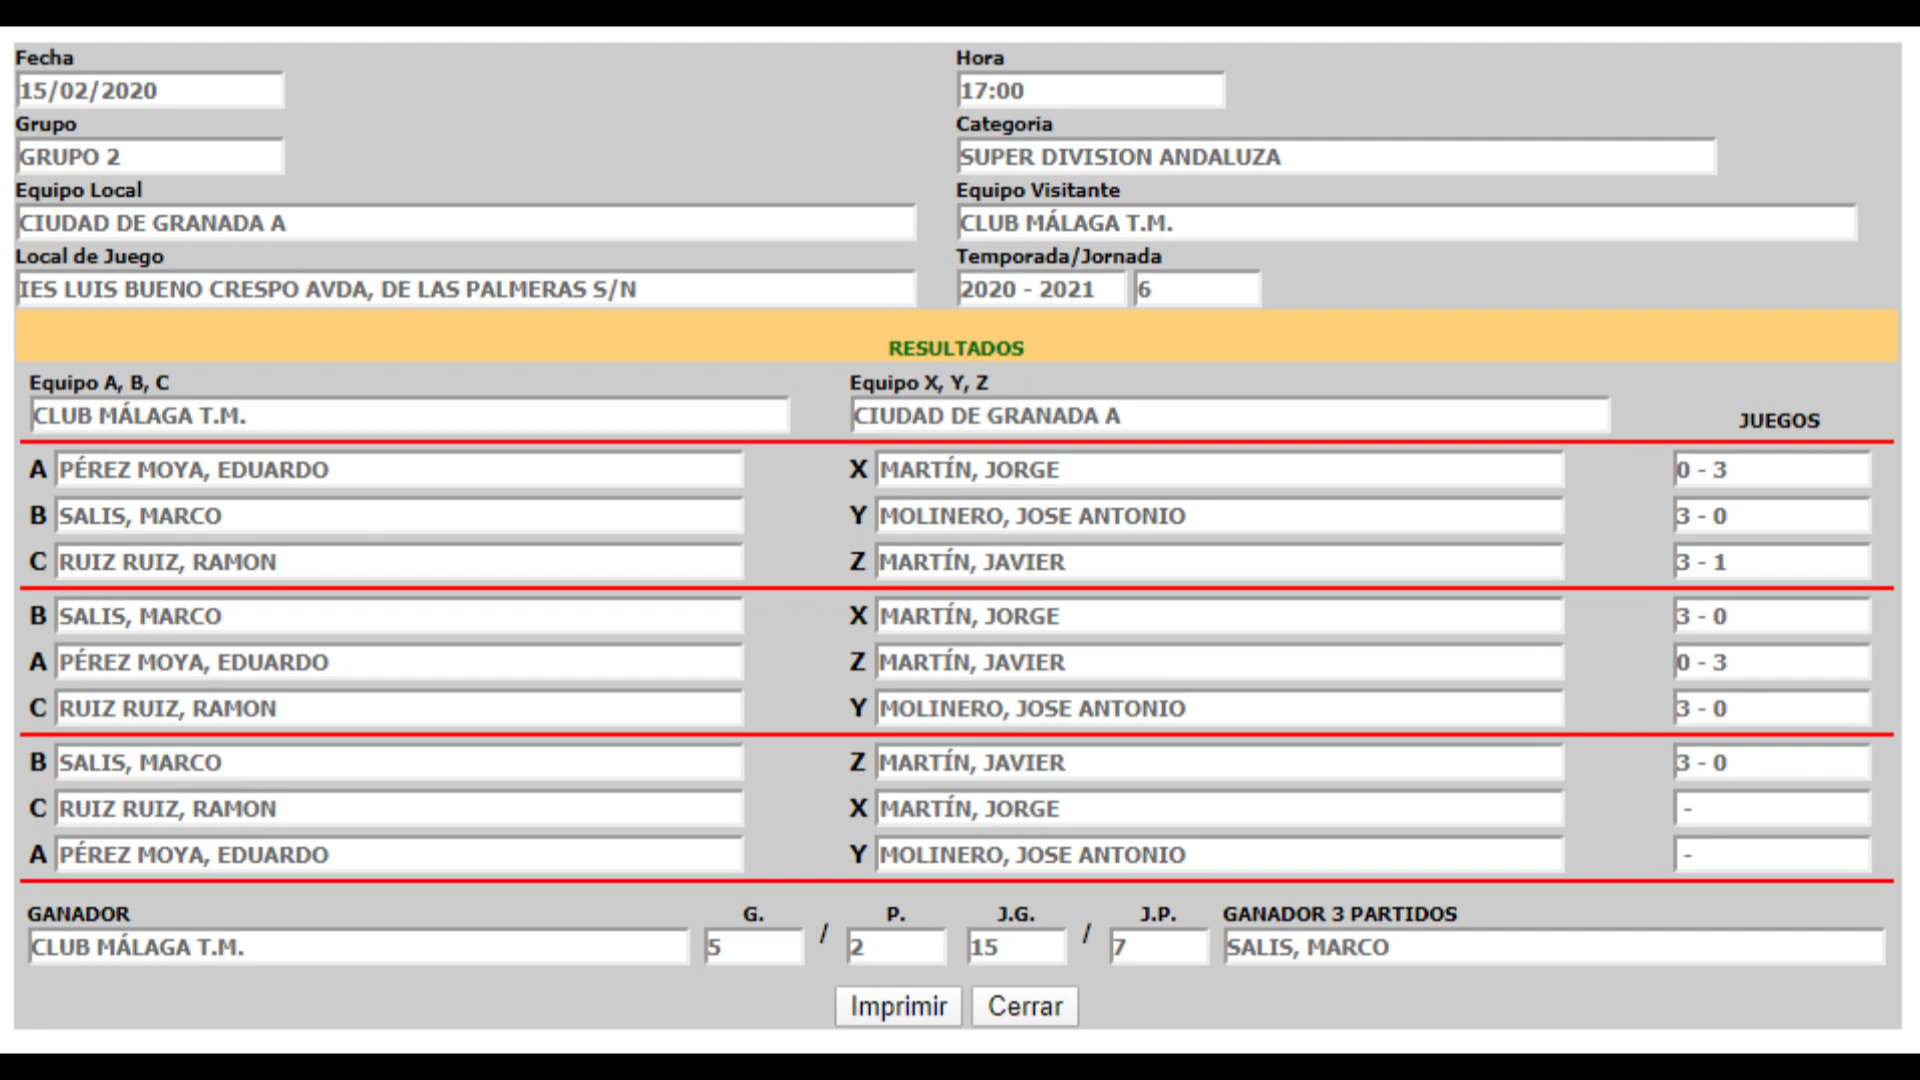 Fecha Hora
15/02/2020 17:00
Grupo Categoria
GRUPO 2 SUPER DIVISION ANDALUZA
Equipo Local Equipo Visitante
CIUDAD DE GRANADA A CLUB MÁLAGA T.M.
Local de Juego Temporada/Jornada
IES LUIS BUENO CRESPO AVDA, DE LAS PALMERAS S/N 2020 - 2021 6
RESULTADOS
Equipo A, B, C Equipo X, Y, Z
CLUB MÁLAGA T.M. CIUDAD DE GRANADA A JUEGOS
A PÉREZ MOYA, EDUARDO X MARTÍN, JORGE 0 - 3
B SALIS, MARCO Y MOLINERO, JOSE ANTONIO 3 - 0
C RUIZ RUIZ, RAMON Z MARTÍN, JAVIER 3 - 1
B SALIS, MARCO X MARTÍN, JORGE 3 - 0
A PÉREZ MOYA, EDUARDO Z MARTÍN, JAVIER 0 - 3
C RUIZ RUIZ, RAMON Y MOLINERO, JOSE ANTONIO 3 - 0
B SALIS, MARCO Z MARTÍN, JAVIER 3 - 0
C RUIZ RUIZ, RAMON X MARTÍN, JORGE -
A PÉREZ MOYA, EDUARDO Y MOLINERO, JOSE ANTONIO -
GANADOR G. / P. J.G. / J.P. GANADOR 3 PARTIDOS
CLUB MÁLAGA T.M. 5 2 15 7 SALIS, MARCO
Imprimir Cerrar